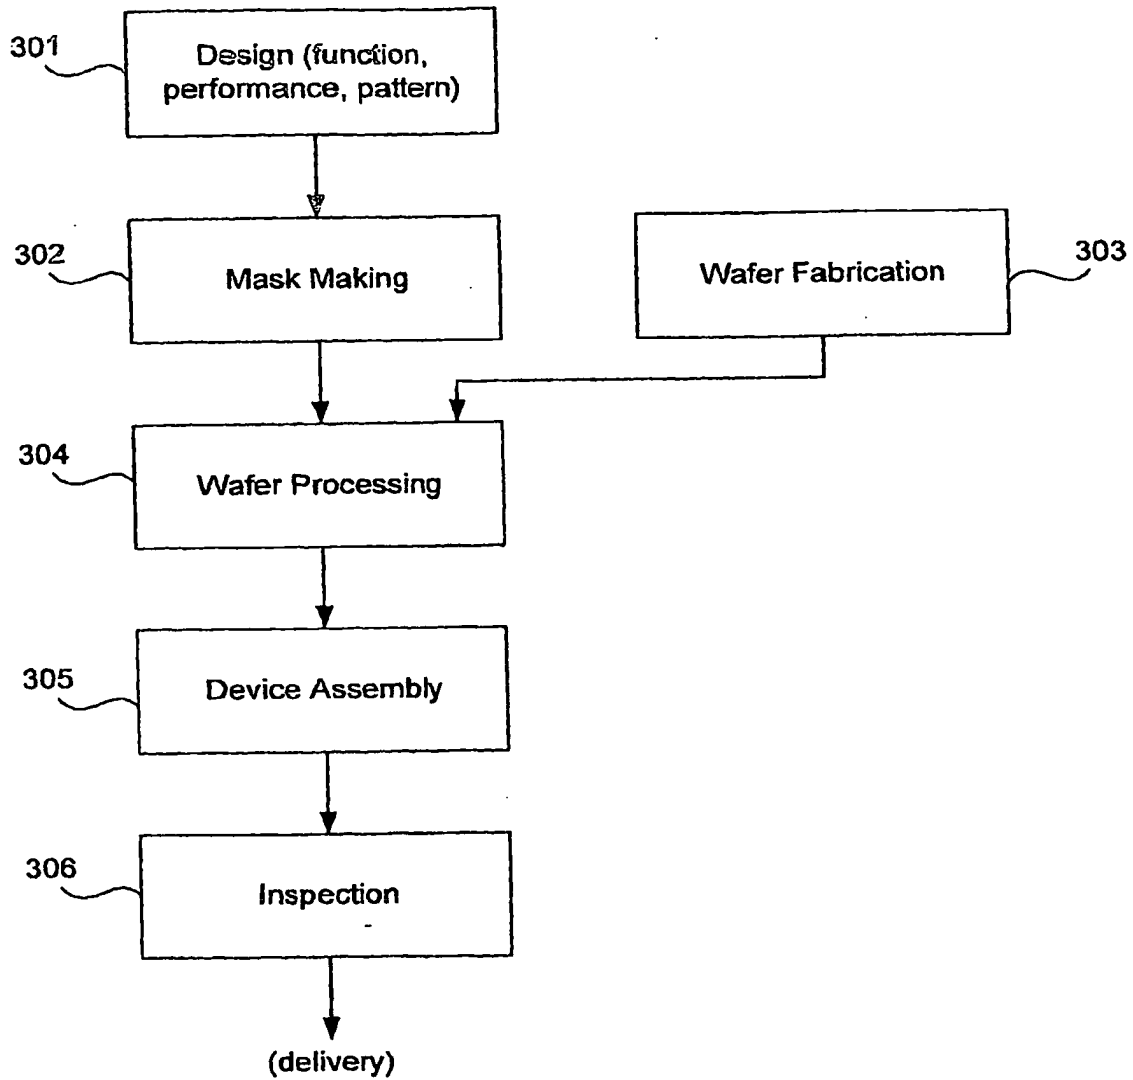 301
Design (function,
performance, pattern)
302
Mask Making
Wafer Fabrication
303
304
Wafer Processing
305
Device Assembly
306
Inspection
(delivery)